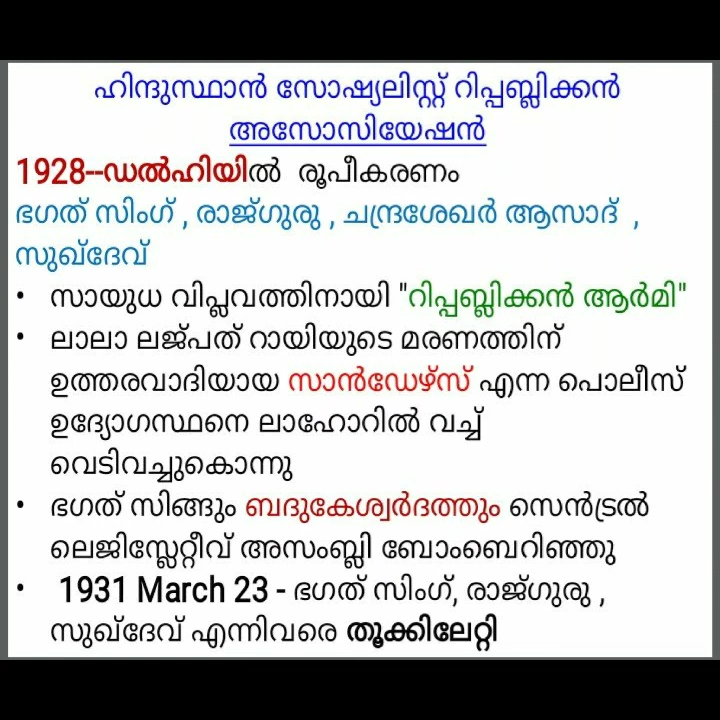 ഹിന്ദുസ്ഥാൻ സോഷ്യലിസ്റ്റ് റിപ്പബ്ലിക്കൻ
അസോസിയേഷൻ
1928--ഡൽഹിയിൽ രൂപീകരണം
ഭഗത് സിംഗ് , രാജ്ഗുരു , ചന്ദ്രശേഖർ ആസാദ് ,
സുഖ്ദേവ്
• സായുധ വിപ്ലവത്തിനായി "റിപ്പബ്ലിക്കൻ ആർമി"
• ലാലാ ലജ്പത് റായിയുടെ മരണത്തിന്
ഉത്തരവാദിയായ സാൻഡേഴ്സ് എന്ന പൊലീസ്
ഉദ്യോഗസ്ഥനെ ലാഹോറിൽ വച്ച്
വെടിവച്ചുകൊന്നു
• ഭഗത് സിങ്ങും ബദുകേശ്വർദത്തും സെൻട്രൽ
ലെജിസ്ലേറ്റീവ് അസംബ്ലി ബോംബെറിഞ്ഞു
• 1931 March 23 - ഭഗത് സിംഗ്, രാജ്ഗുരു ,
സുഖ്ദേവ് എന്നിവരെ തൂക്കിലേറ്റി